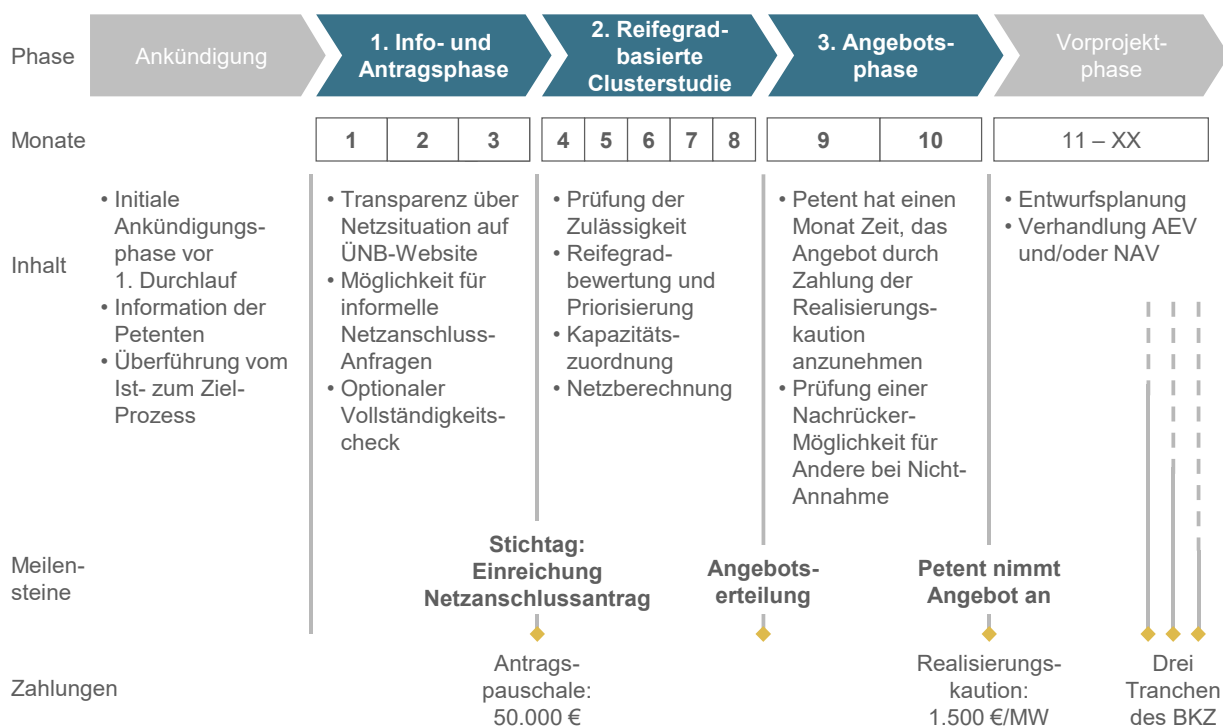 Phase
Ankündigung
1. Info- und
Antragsphase
2. Reifegrad-
basierte
Clusterstudie
3. Angebots-
phase
Vorprojekt-
phase
Monate
1 2 3 4 5 6 7 8 9 10 11 – XX
Inhalt
• Initiale
Ankündigungs-
phase vor
1. Durchlauf
• Information der
Petenten
• Überführung vom
Ist- zum Ziel-
Prozess
• Transparenz über
Netzsituation auf
ÜNB-Website
• Möglichkeit für
informelle
Netzanschluss-
Anfragen
• Optionaler
Vollständigkeits-
check
• Prüfung der
Zulässigkeit
• Reifegrad-
bewertung und
Priorisierung
• Kapazitäts-
zuordnung
• Netzberechnung
• Petent hat einen
Monat Zeit, das
Angebot durch
Zahlung der
Realisierungs-
kaution
anzunehmen
• Prüfung einer
Nachrücker-
Möglichkeit für
Andere bei Nicht-
Annahme
• Entwurfsplanung
• Verhandlung AEV
und/oder NAV
Meilen-
steine
Stichtag:
Einreichung
Netzanschlussantrag
Angebots-
erteilung
Petent nimmt
Angebot an
Zahlungen
Antrags-
pauschale:
50.000 €
Realisierungs-
kaution:
1.500 €/MW
Drei
Tranchen
des BKZ